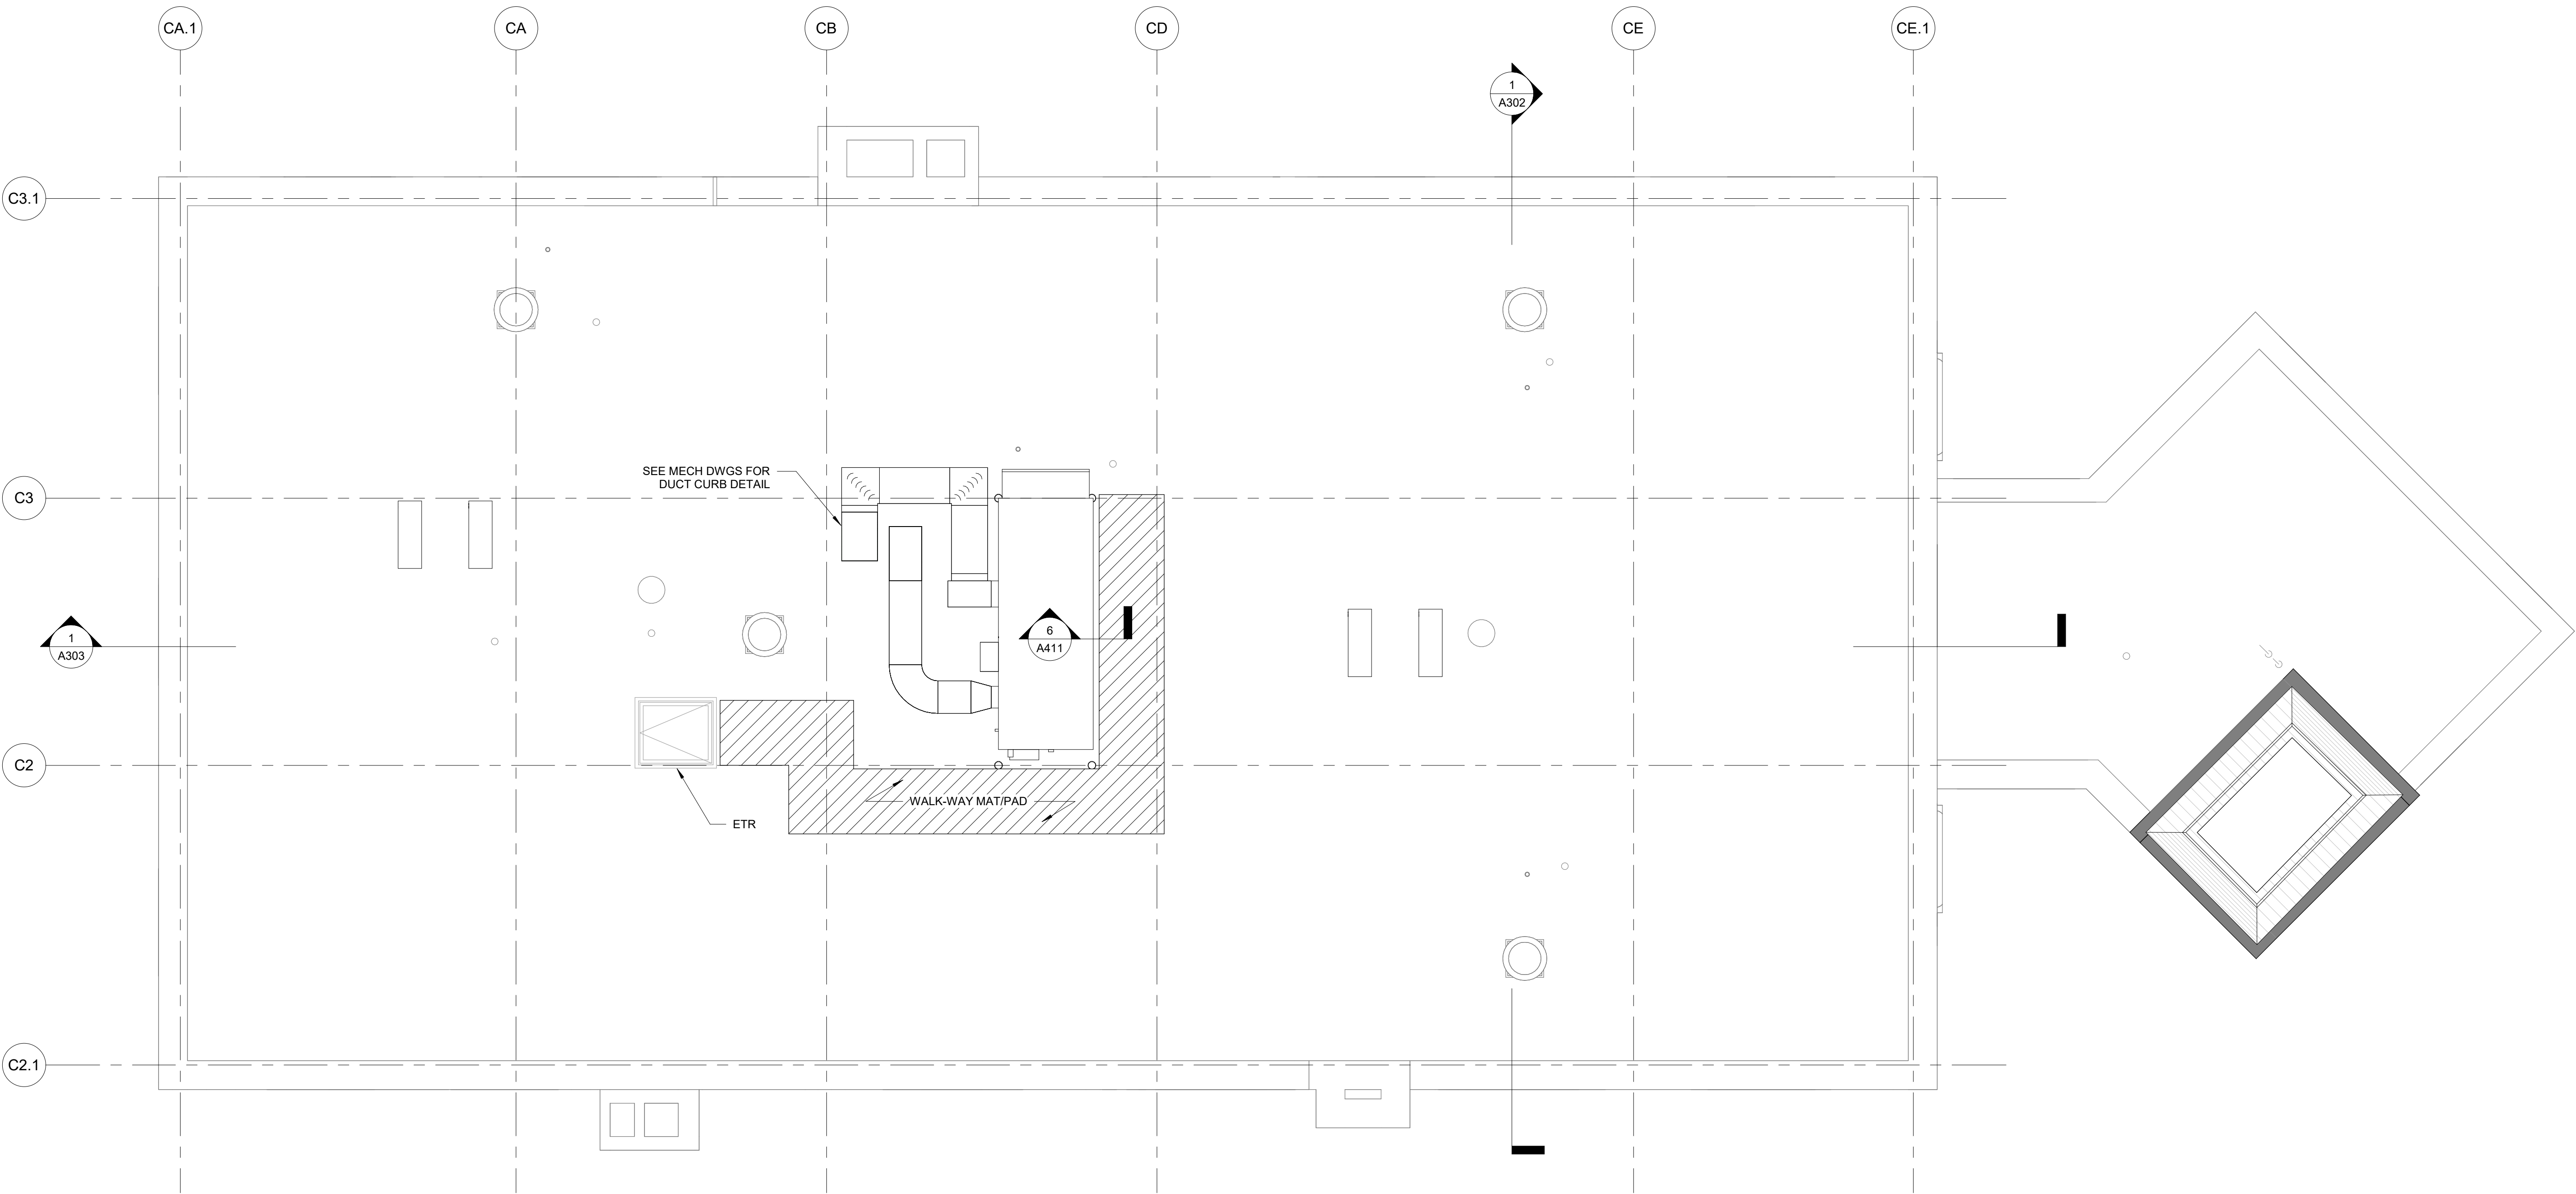 CA.1
CA
CB
CD
CE
CE.1
1
A302
C3.1
SEE MECH DWGS FOR
DUCT CURB DETAIL
C3
1
A303
6
A411
C2
WALK-WAY MAT/PAD
ETR
C2.1